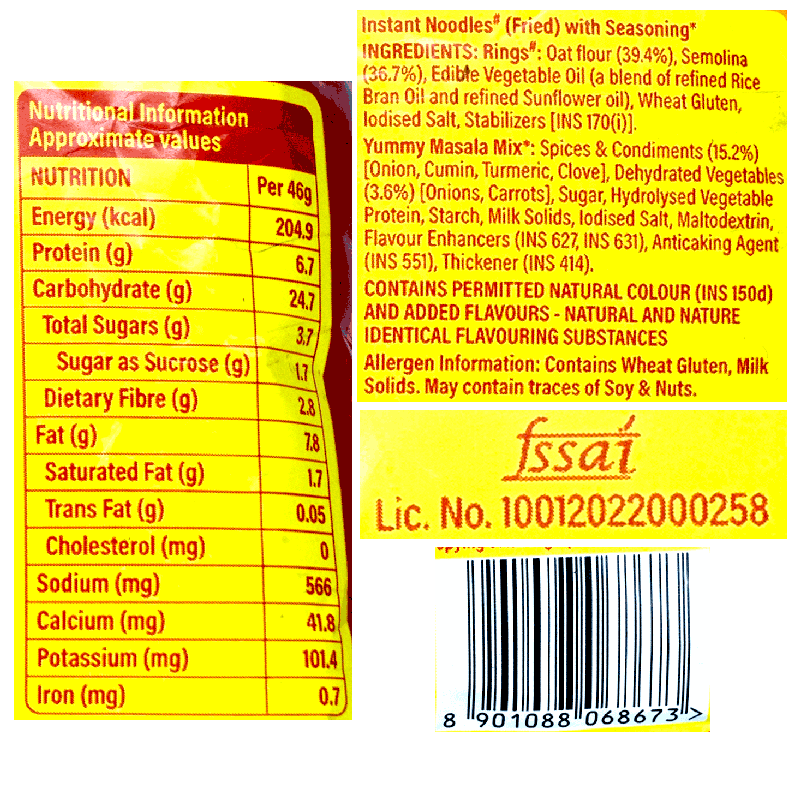 Nutritional Information
Approximate values
NUTRITION Per 46g
Energy (kcal) 204.9
Protein (g) 6.7
Carbohydrate (g) 24.7
Total Sugars (g) 3.7
Sugar as Sucrose (g) 1.7
Dietary Fibre (g) 2.8
Fat (g) 7.8
Saturated Fat (g) 1.7
Trans Fat (g) 0.05
Cholesterol (mg) 0
Sodium (mg) 566
Calcium (mg) 41.8
Potassium (mg) 101.4
Iron (mg) 0.7
Instant Noodles# (Fried) with Seasoning*
INGREDIENTS: Rings#: Oat flour (39.4%), Semolina
(36.7%), Edible Vegetable Oil (a blend of refined Rice
Bran Oil and refined Sunflower oil), Wheat Gluten,
Iodised Salt, Stabilizers [INS 170(i)].
Yummy Masala Mix*: Spices & Condiments (15.2%)
[Onion, Cumin, Turmeric, Clove], Dehydrated Vegetables
(3.6%) [Onions, Carrots], Sugar, Hydrolysed Vegetable
Protein, Starch, Milk Solids, Iodised Salt, Maltodextrin,
Flavour Enhancers (INS 627, INS 631), Anticaking Agent
(INS 551), Thickener (INS 414).
CONTAINS PERMITTED NATURAL COLOUR (INS 150d)
AND ADDED FLAVOURS - NATURAL AND NATURE
IDENTICAL FLAVOURING SUBSTANCES
Allergen Information: Contains Wheat Gluten, Milk
Solids. May contain traces of Soy & Nuts.
fssai
Lic. No. 10012022000258
8 901088 068673 >